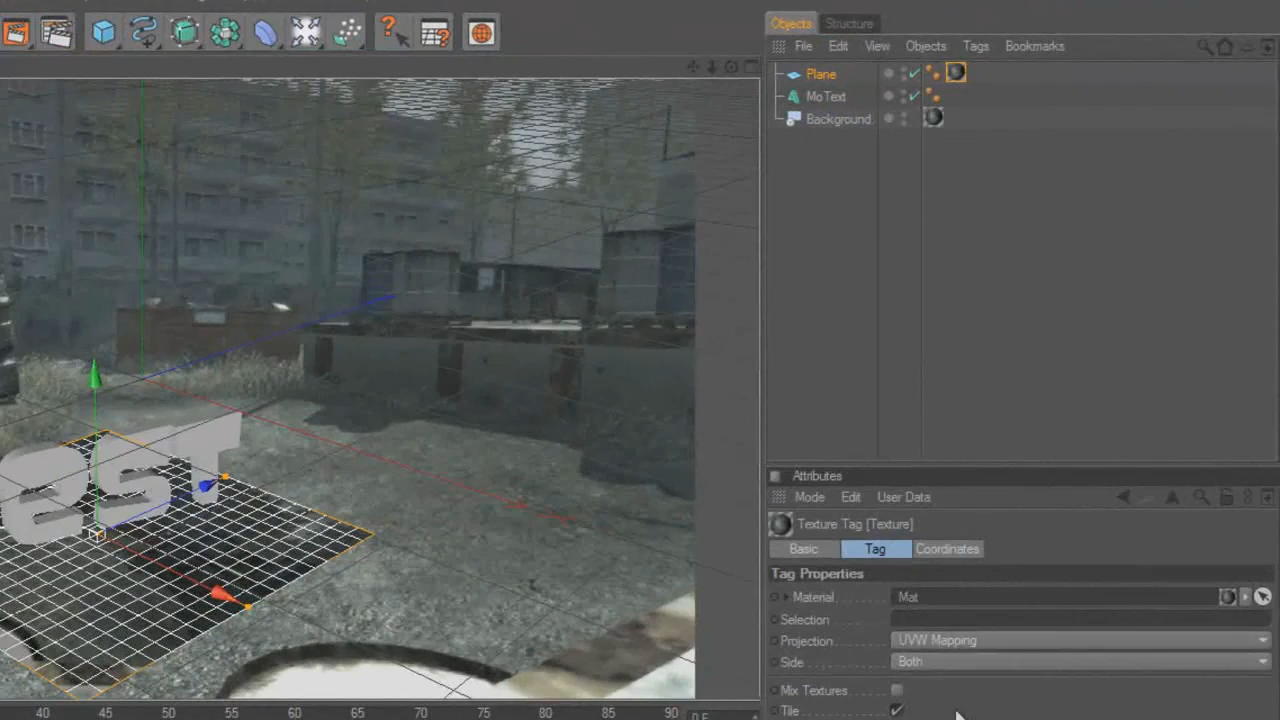 Objects Structure
File Edit View Objects Tags Bookmarks
Plane
MoText
Background
Attributes
Mode Edit User Data
Texture Tag [Texture]
Basic Tag Coordinates
Tag Properties
Material Mat
Selection
Projection UVW Mapping
Side Both
Mix Textures
Tile
EST
40 45 50 55 60 65 70 75 80 85 90 0 F